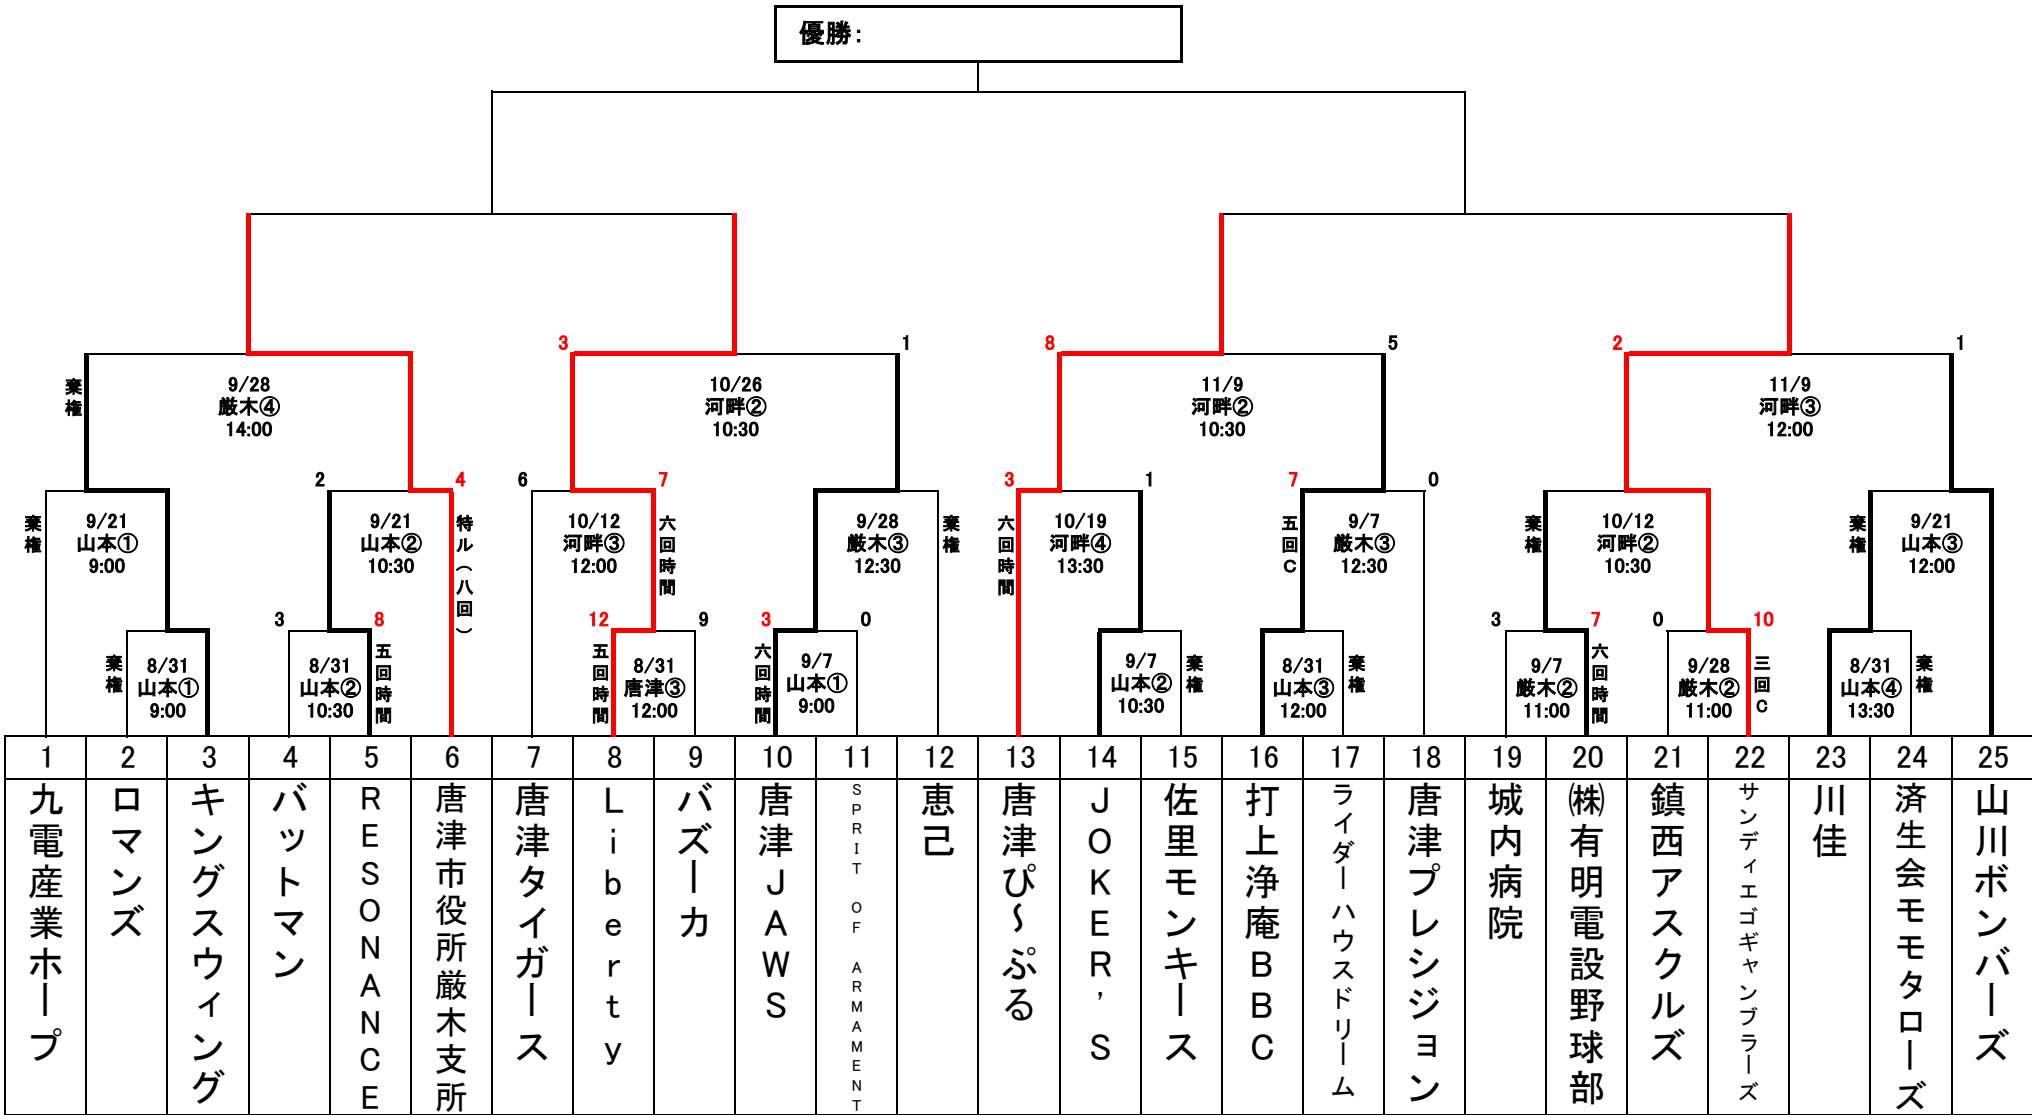 優勝:
3
1
8
5
2
1
棄権
9/28
厳木④
14:00
10/26
河畔②
10:30
11/9
河畔②
10:30
11/9
河畔③
12:00
2
4
6
7
3
1
7
0
棄権
9/21
山本①
9:00
9/21
山本②
10:30
特ル(八回)
10/12
河畔③
12:00
六回時間
9/28
厳木③
12:30
棄権
六回時間
10/19
河畔④
13:30
五回C
9/7
厳木③
12:30
棄権
10/12
河畔②
10:30
棄権
9/21
山本③
12:00
3
8
12
9
3
0
3
7
0
10
棄権
8/31
山本①
9:00
8/31
山本②
10:30
五回時間
五回時間
8/31
唐津③
12:00
六回時間
9/7
山本①
9:00
9/7
山本②
10:30
棄権
8/31
山本③
12:00
棄権
9/7
厳木②
11:00
六回時間
9/28
厳木②
11:00
三回C
8/31
山本④
13:30
棄権
1 2 3 4 5 6 7 8 9 10 11 12 13 14 15 16 17 18 19 20 21 22 23 24 25
九電産業ホープ
ロマンズ
キングスウィング
バットマン
RESONANCE
唐津市役所厳木支所
唐津タイガース
Liberty
バズーカ
唐津JAWS
SPRIT OF ARMAMENT
恵己
唐津ぴ〜ぷる
JOKER'S
佐里モンキース
打上浄庵BBC
ライダーハウスドリーム
唐津プレシジョン
城内病院
㈱有明電設野球部
鎮西アスクルズ
サンディエゴギャンブラーズ
川佳
済生会モモタローズ
山川ボンバーズ